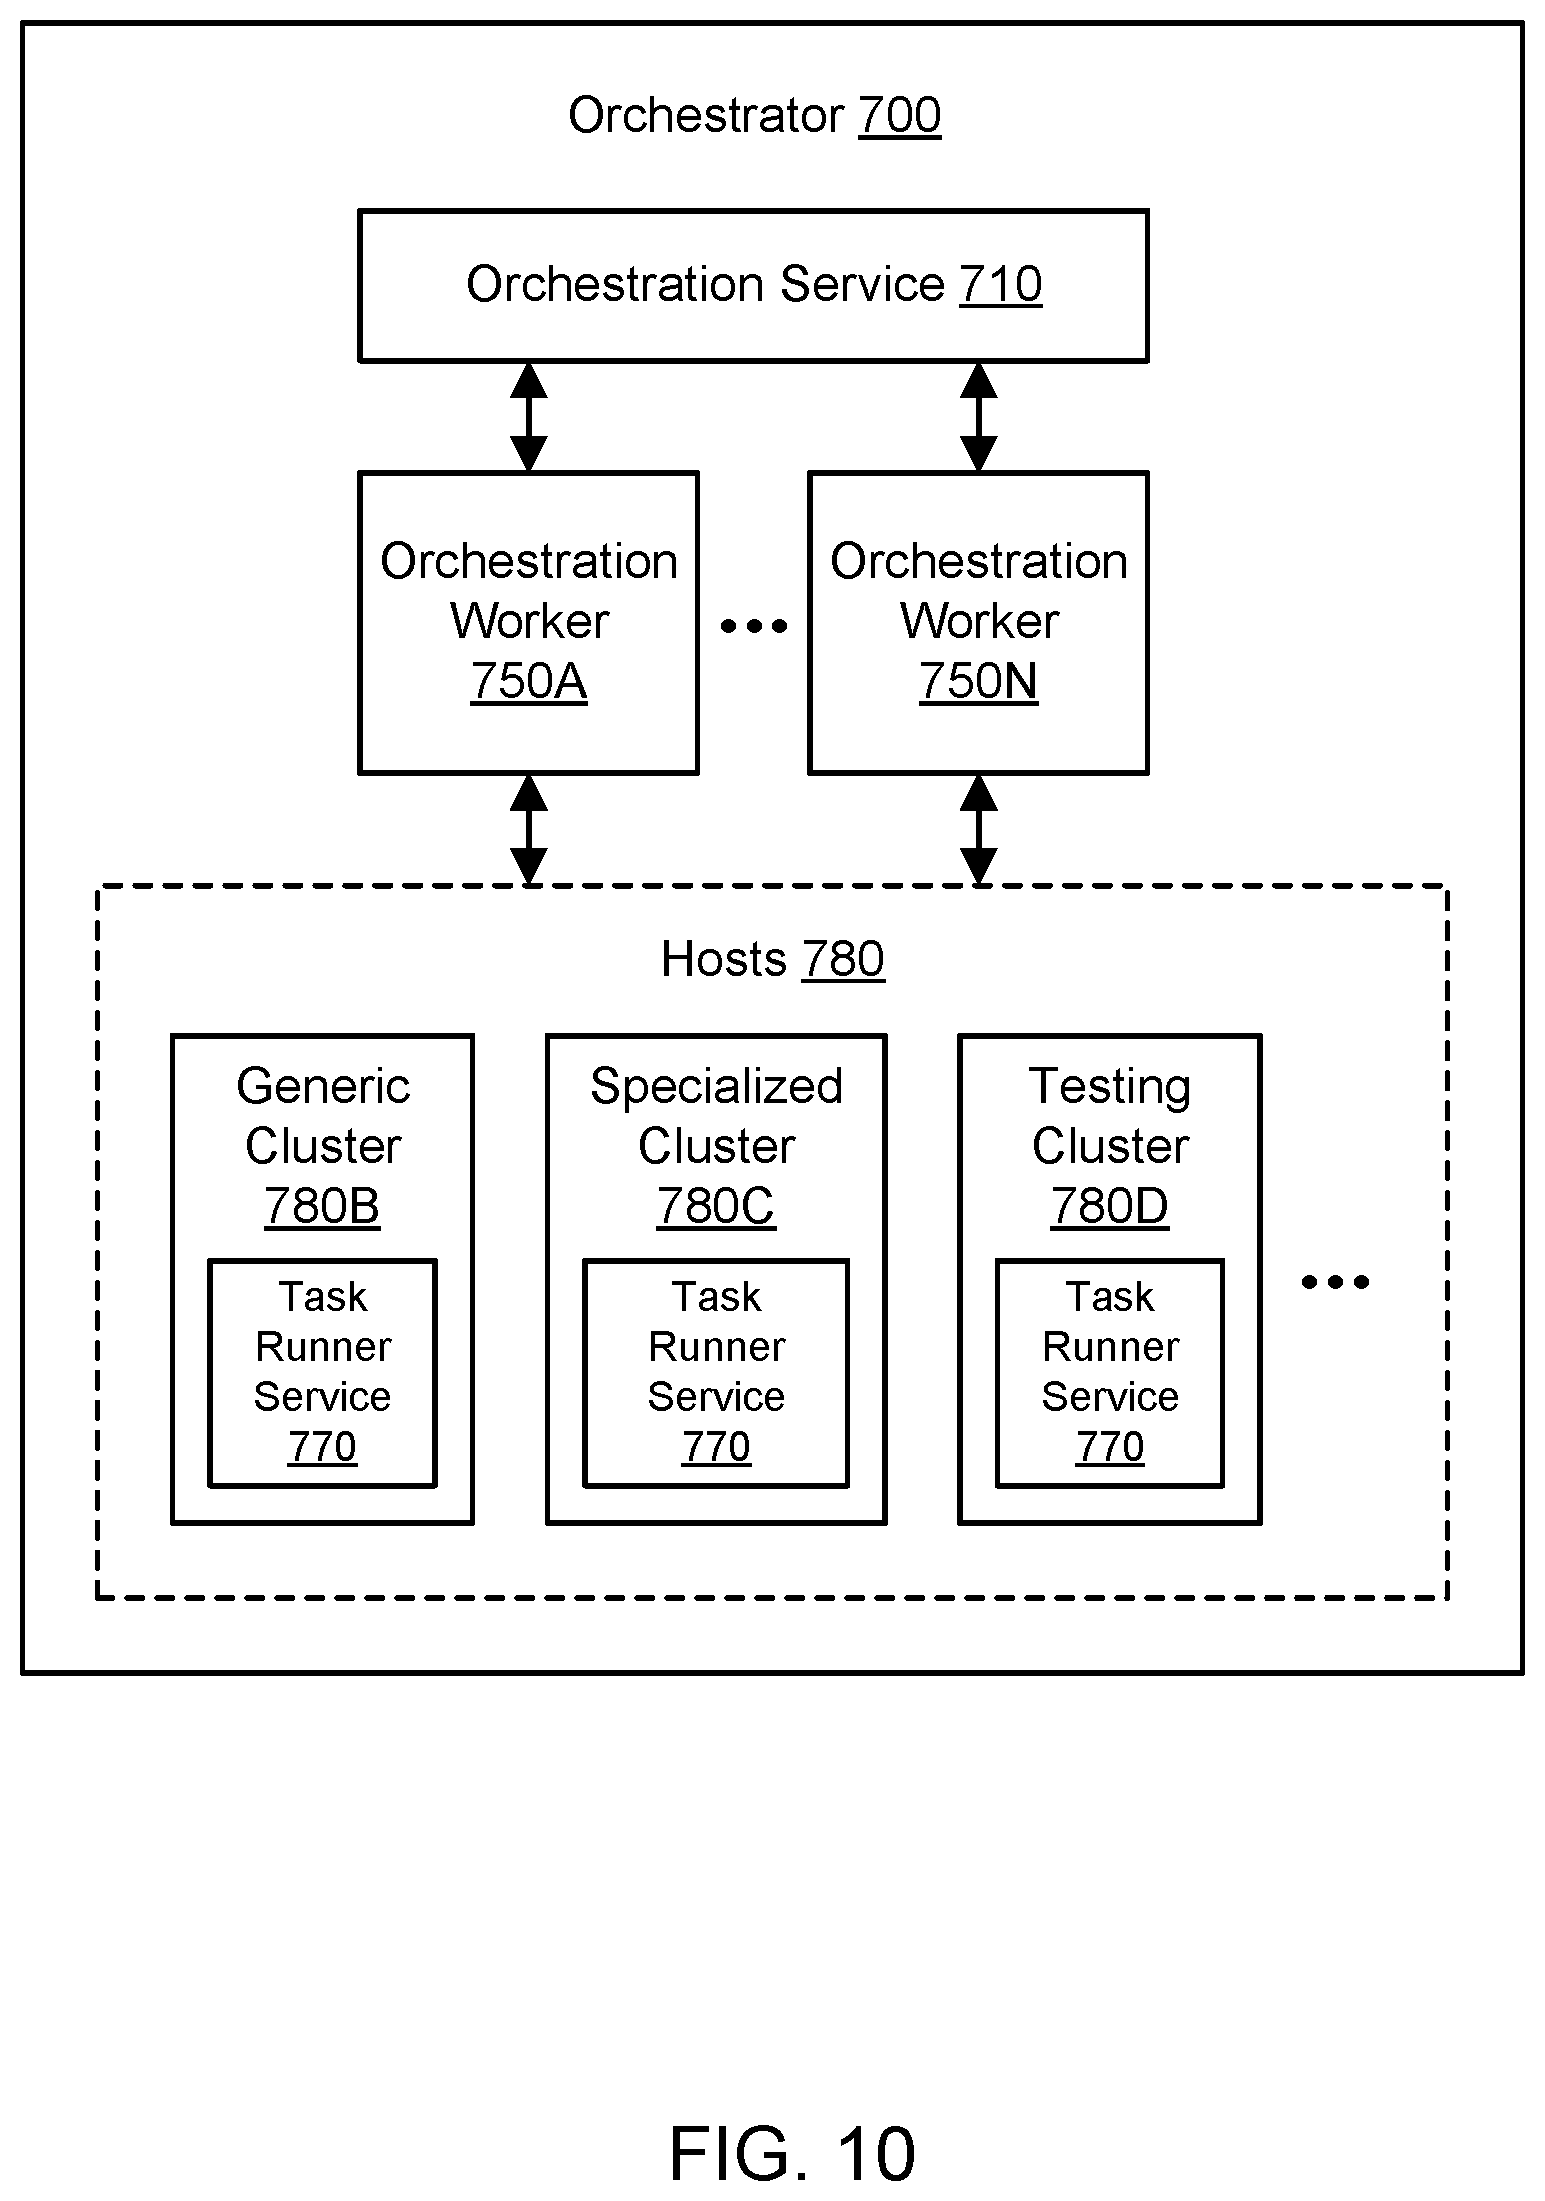 Orchestrator 700
Orchestration Service 710
Orchestration
Worker
750A
Orchestration
Worker
750N
Hosts 780
Generic
Cluster
780B
Task
Runner
Service
770
Specialized
Cluster
780C
Task
Runner
Service
770
Testing
Cluster
780D
Task
Runner
Service
770
FIG. 10